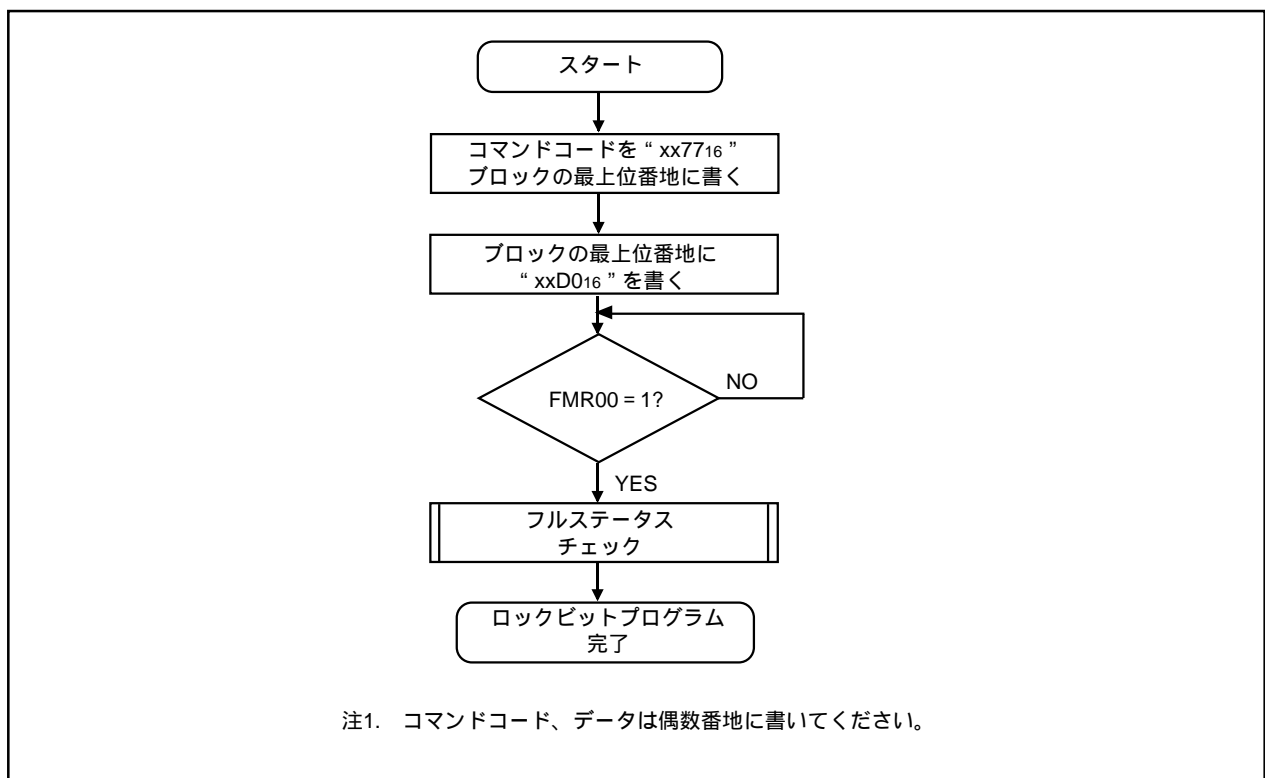 スタート
コマンドコードを “ xx7716 ”
ブロックの最上位番地に書く
ブロックの最上位番地に
“ xxD016 ” を書く
FMR00 = 1?
NO
YES
フルステータス
チェック
ロックビットプログラム
完了
注1. コマンドコード、データは偶数番地に書いてください。